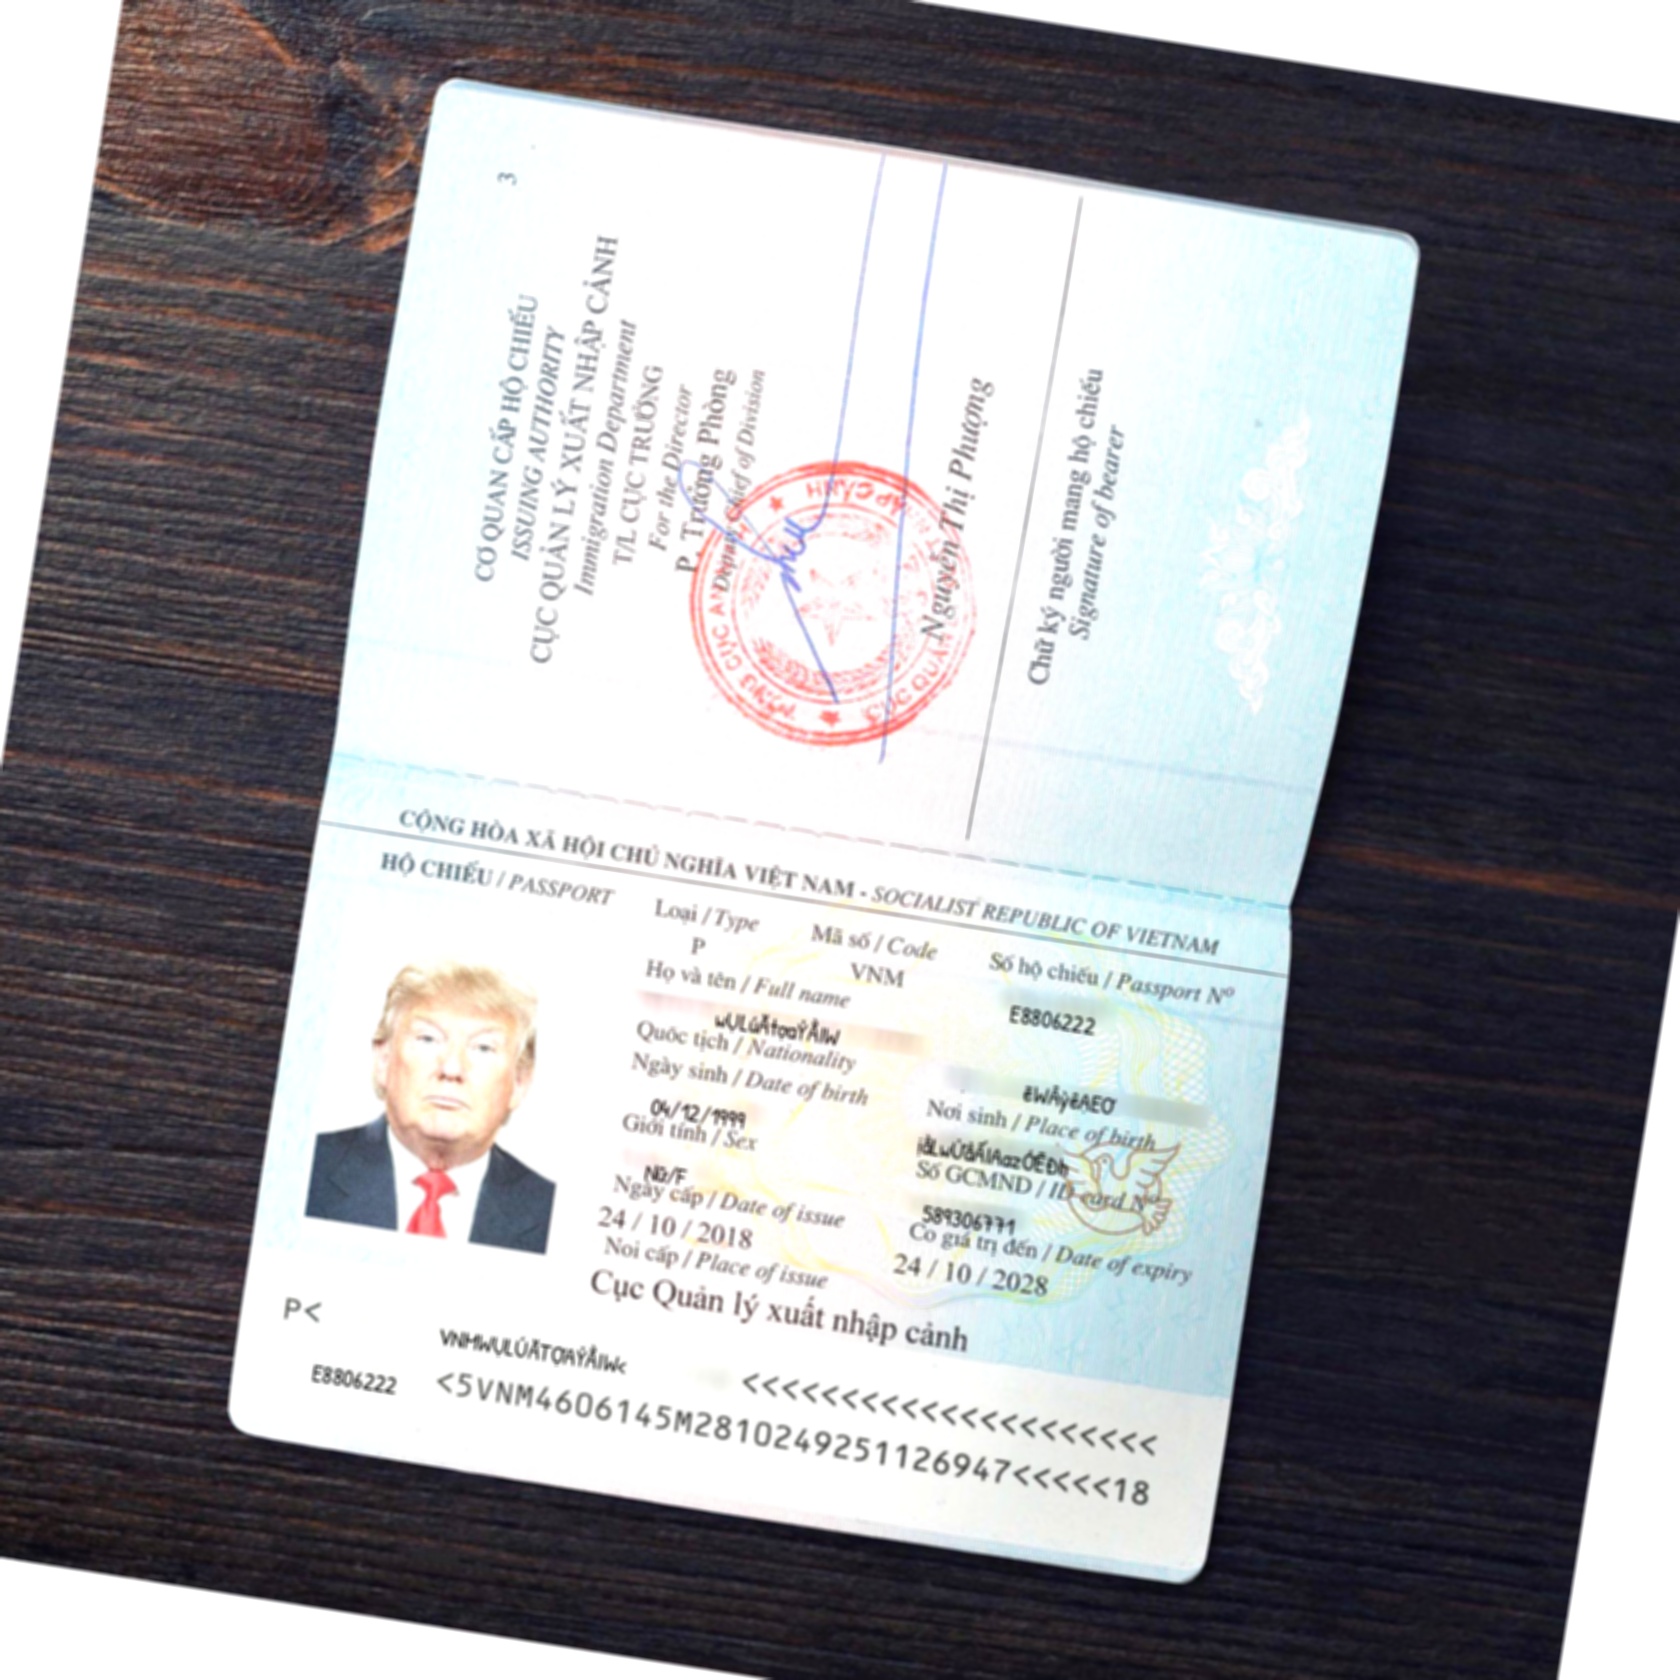 3
CƠ QUAN CẤP HỘ CHIẾU
ISSUING AUTHORITY
CỤC QUẢN LÝ XUẤT NHẬP CẢNH
Immigration Department
T/L CỤC TRƯỞNG
For the Director
P. Trưởng Phòng
Deputy Chief of Division
Nguyễn Thị Phượng
Chữ ký người mang hộ chiếu
Signature of bearer
CỘNG HÒA XÃ HỘI CHỦ NGHĨA VIỆT NAM - SOCIALIST REPUBLIC OF VIETNAM
HỘ CHIẾU / PASSPORT
Loại / Type
Mã số / Code
Số hộ chiếu / Passport Nº
P
VNM
E8806222
Họ và tên / Full name
Quốc tịch / Nationality
Ngày sinh / Date of birth
04/12/1999
Nơi sinh / Place of birth
Giới tính / Sex
Số GCMND / ID card Nº
Nữ/F
589306771
Ngày cấp / Date of issue
Có giá trị đến / Date of expiry
24 / 10 / 2018
24 / 10 / 2028
Noi cấp / Place of issue
Cục Quản lý xuất nhập cảnh
P<
<<<<<<<<<<<<<<<<<<<<<<
E8806222
<5VNM4606145M2810249251126947<<<<<18